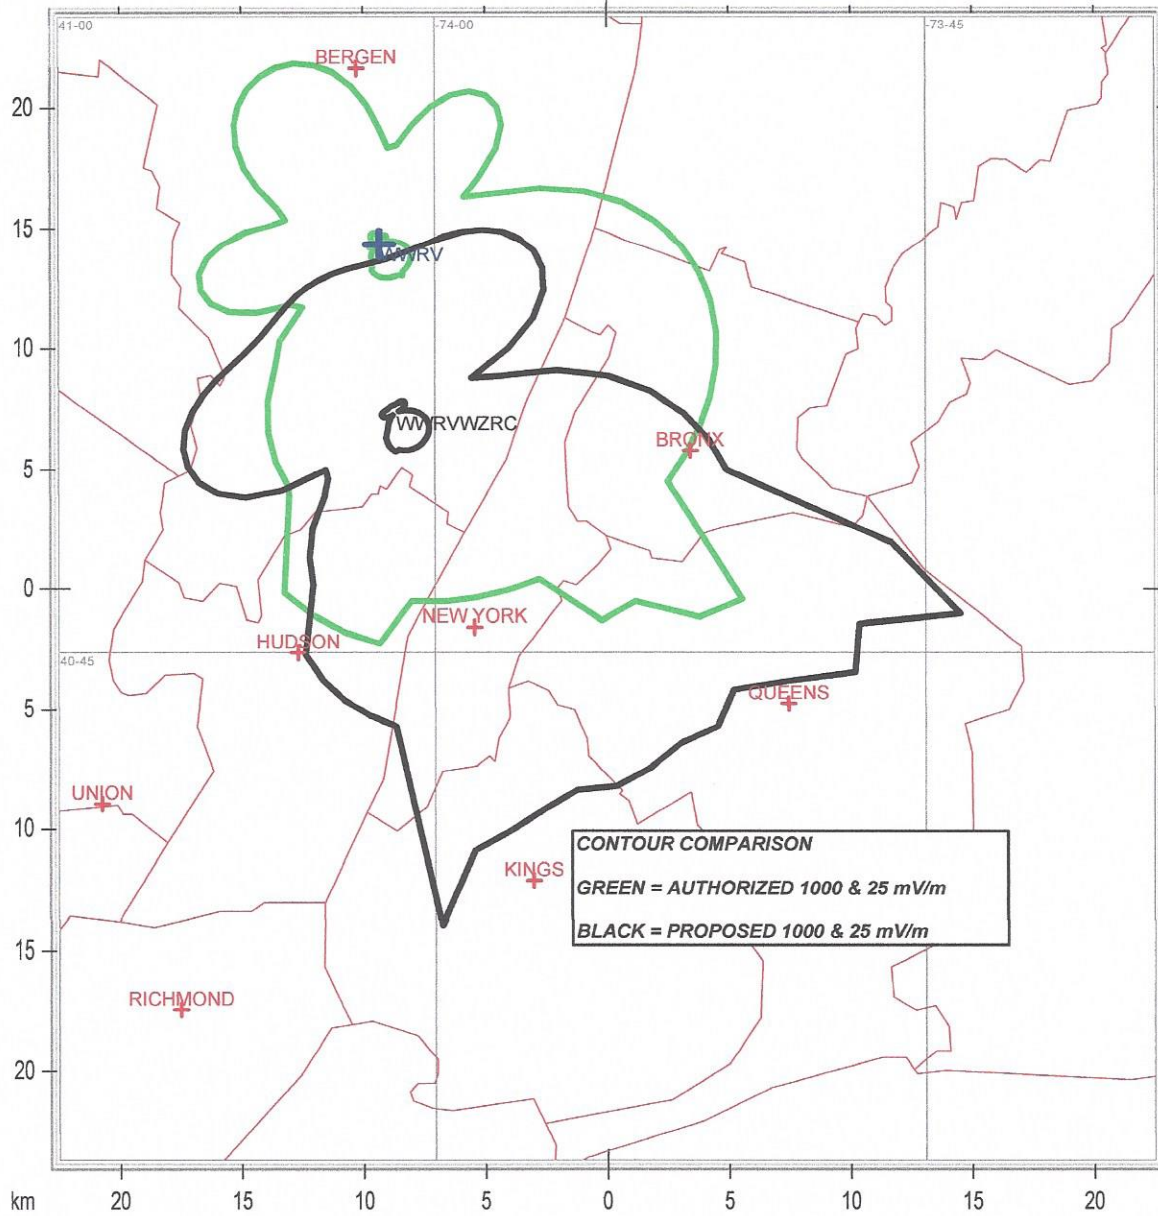 41-00
-74-00
-73-45
BERGEN
20
15
WWRV
10
WWRVWZRC
BRONX
5
0
NEW YORK
HUDSON
40-45
QUEENS
5
UNION
10
KINGS
CONTOUR COMPARISON
GREEN = AUTHORIZED 1000 & 25 mV/m
BLACK = PROPOSED 1000 & 25 mV/m
15
RICHMOND
20
km 20 15 10 5 0 5 10 15 20